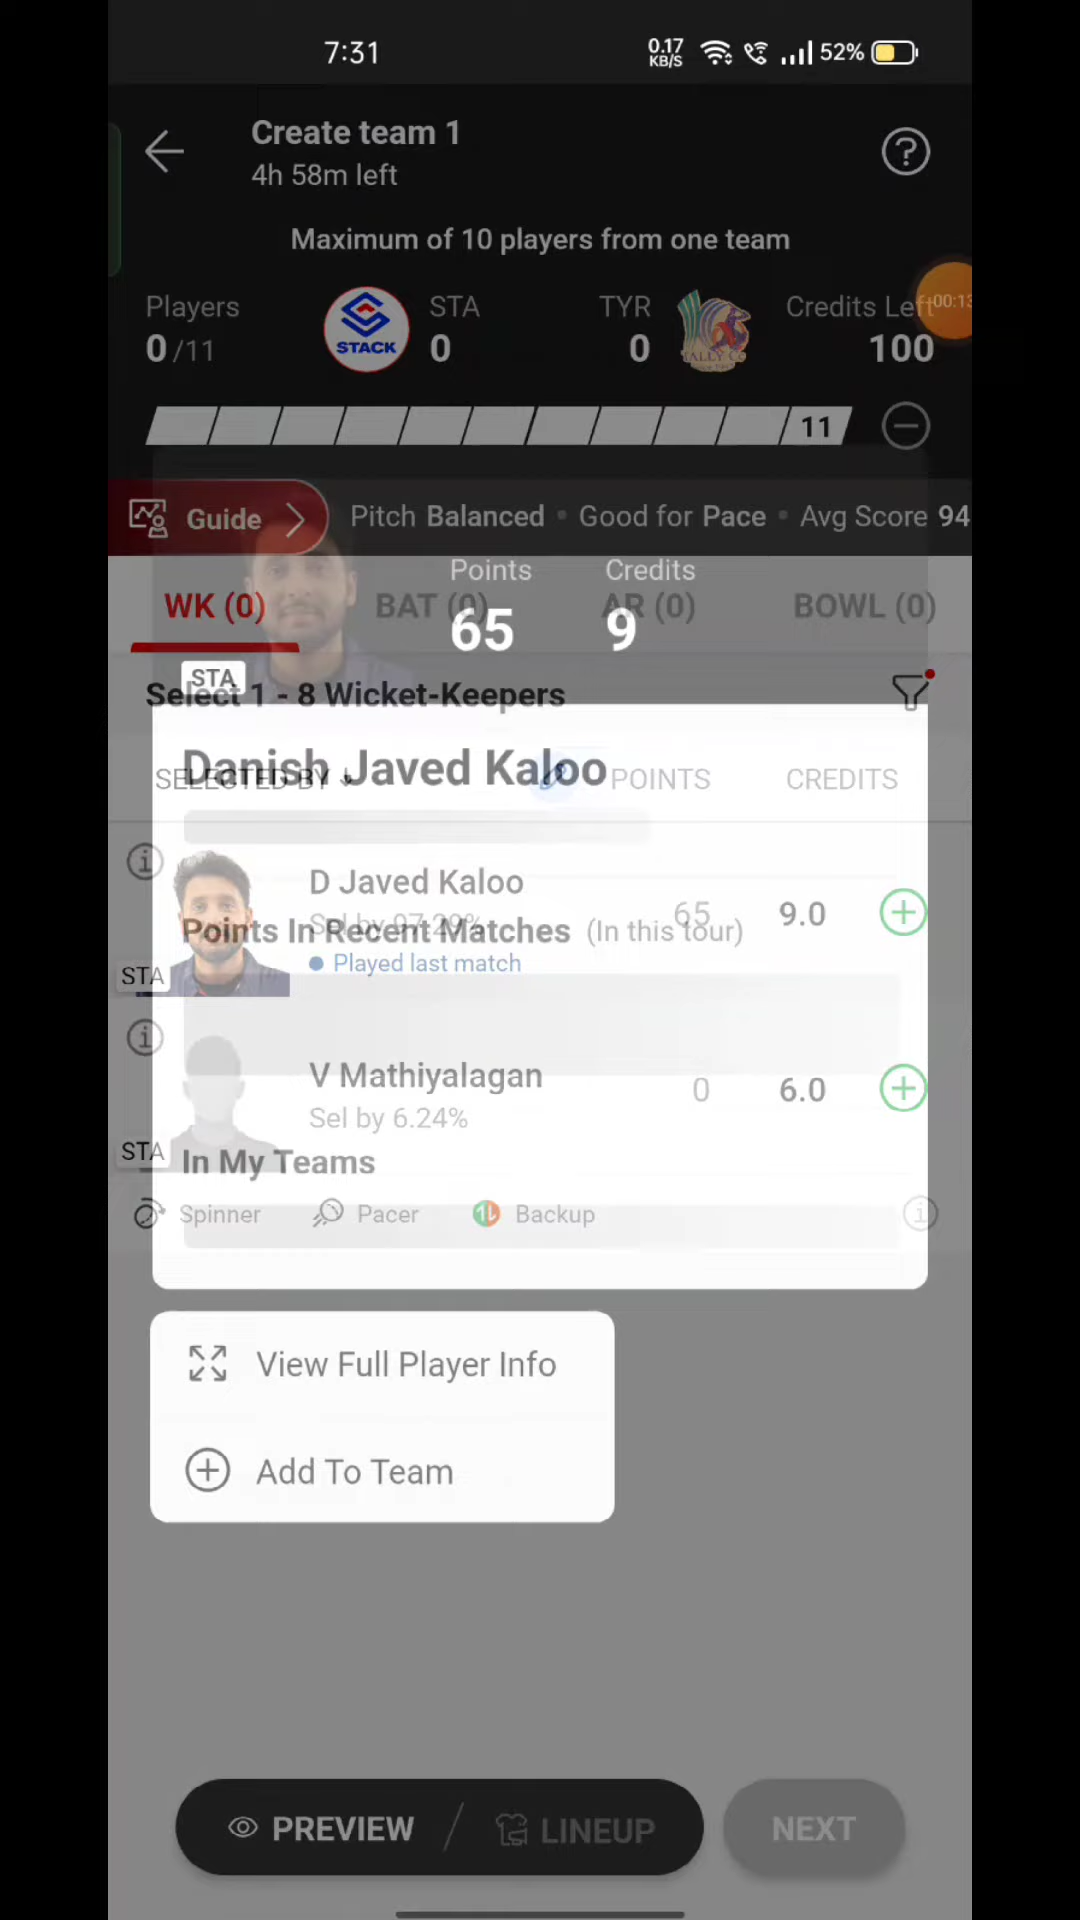 7:31
0.17
KB/S
52%
Create team 1
4h 58m left
Maximum of 10 players from one team
Players
STA
TYR
Credits Left
00:13
0/11
STACK
0
0
TALLY CC
100
11
Guide
Pitch Balanced • Good for Pace • Avg Score 94
Points
Credits
WK (0)
BAT (0)
AR (0)
BOWL (0)
65
9
STA
Select 1 - 8 Wicket-Keepers
Danish Javed Kaloo
SELECTED BY
POINTS
CREDITS
D Javed Kaloo
Sel by 97.29%
65
9.0
Points In Recent Matches (In this tour)
Played last match
STA
V Mathiyalagan
0
6.0
Sel by 6.24%
STA
In My Teams
Spinner
Pacer
Backup
View Full Player Info
Add To Team
PREVIEW
LINEUP
NEXT